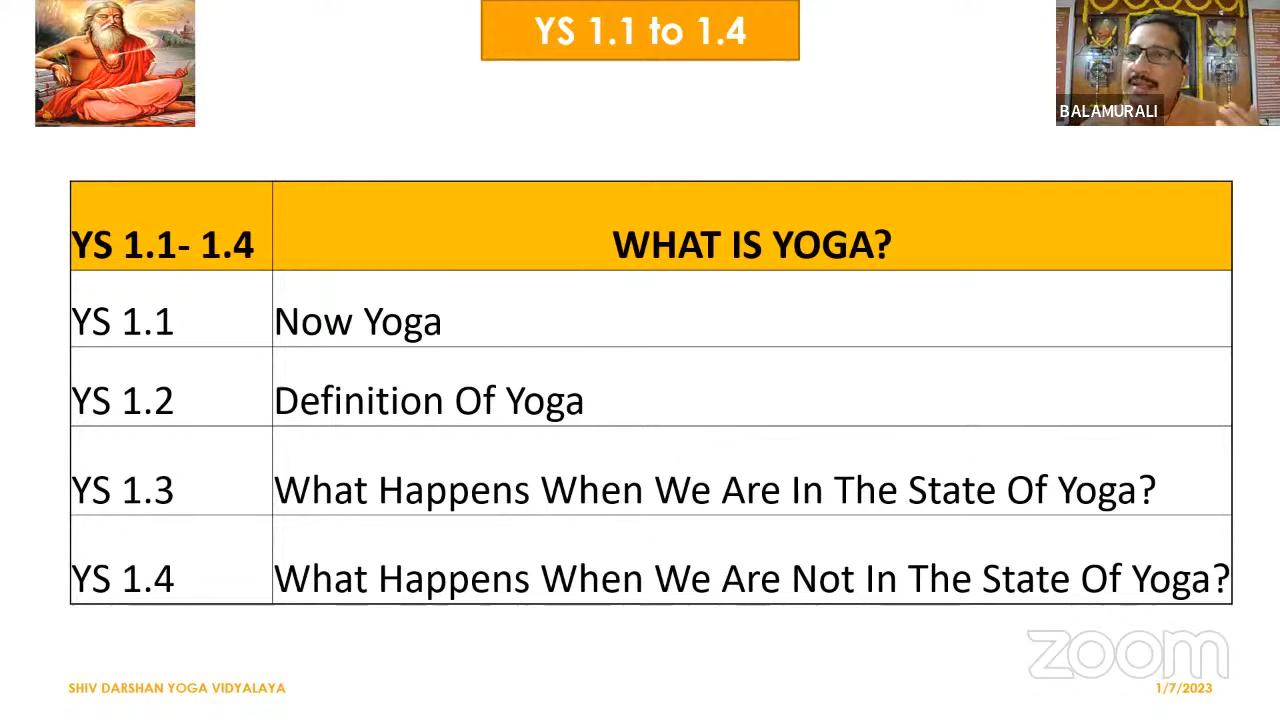 YS 1.1 to 1.4
BALAMURALI
YS 1.1- 1.4 WHAT IS YOGA?
YS 1.1 Now Yoga
YS 1.2 Definition Of Yoga
YS 1.3 What Happens When We Are In The State Of Yoga?
YS 1.4 What Happens When We Are Not In The State Of Yoga?
zoom
SHIV DARSHAN YOGA VIDYALAYA
1/7/2023